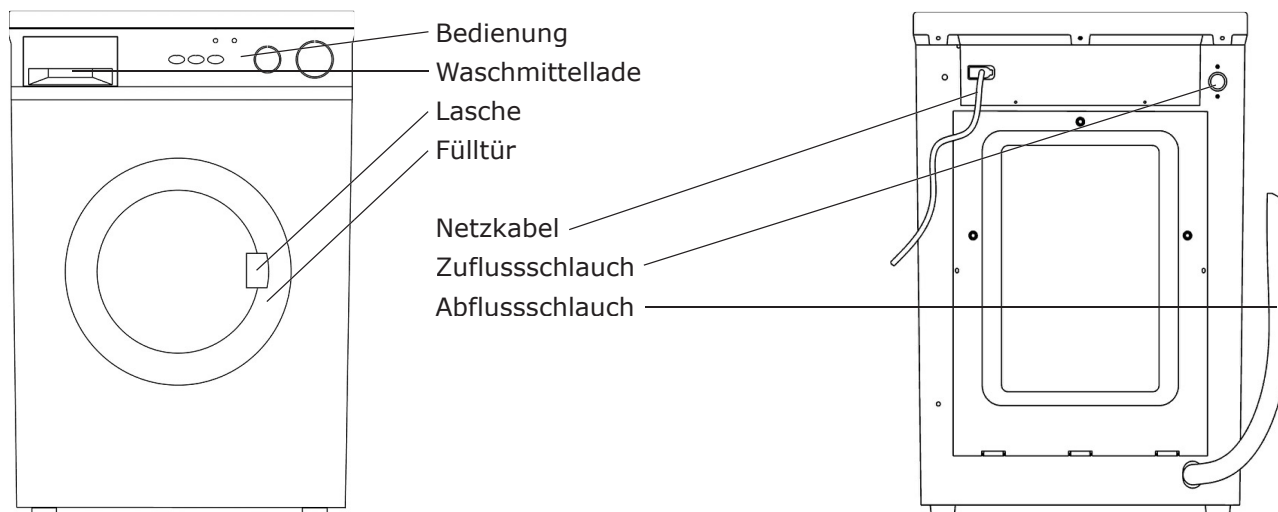 Bedienung
Waschmittellade
Lasche
Fülltür
Netzkabel
Zuflussschlauch
Abflussschlauch